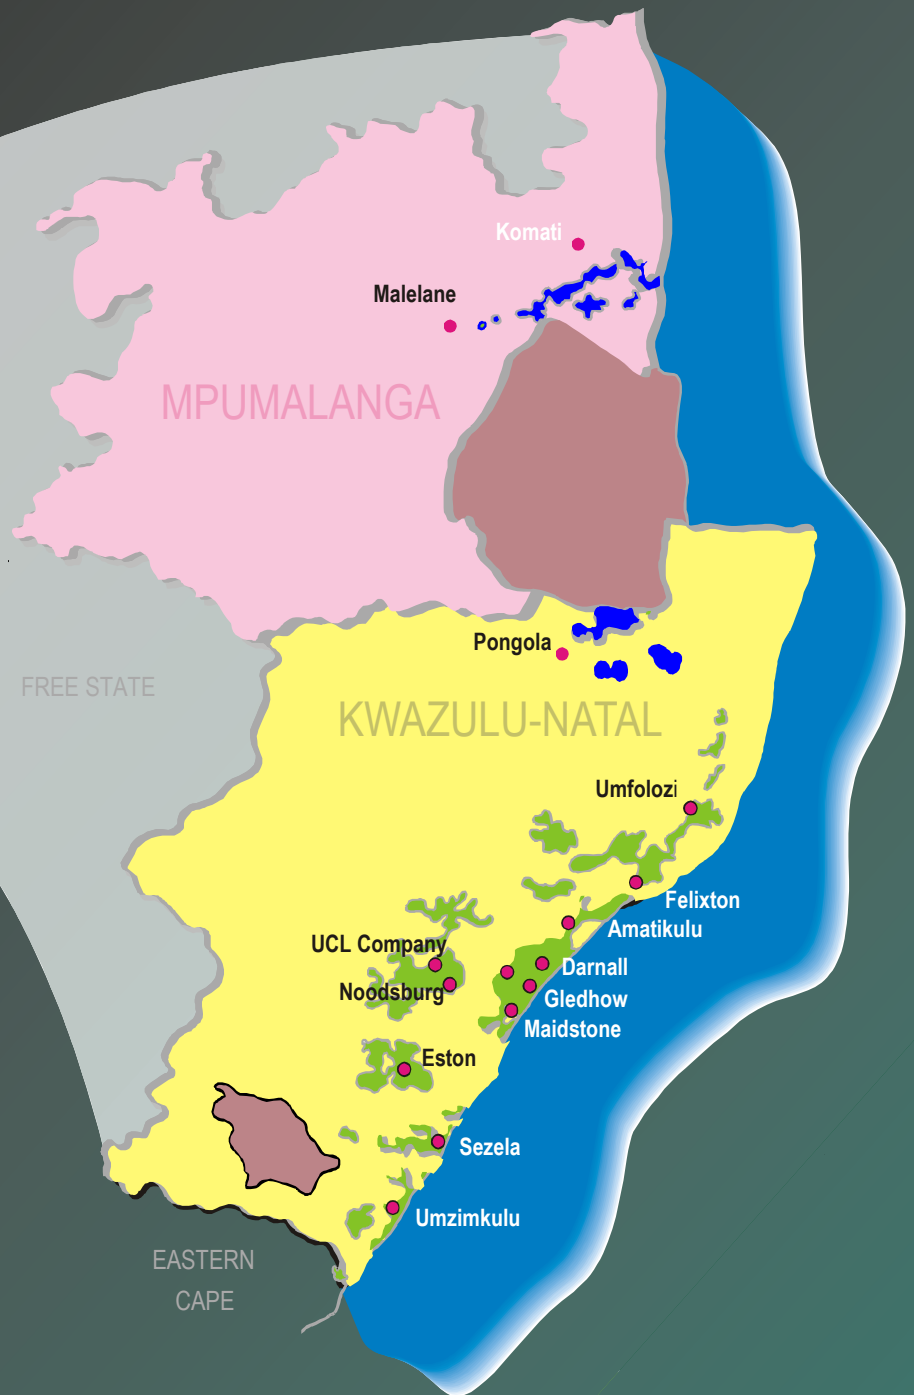 Komati
Malelane
MPUMALANGA
Pongola
FREE STATE
KWAZULU-NATAL
Umfolozi
Felixton
Amatikulu
UCL Company
Darnall
Noodsburg
Gledhow
Maidstone
Eston
Sezela
Umzimkulu
EASTERN
CAPE